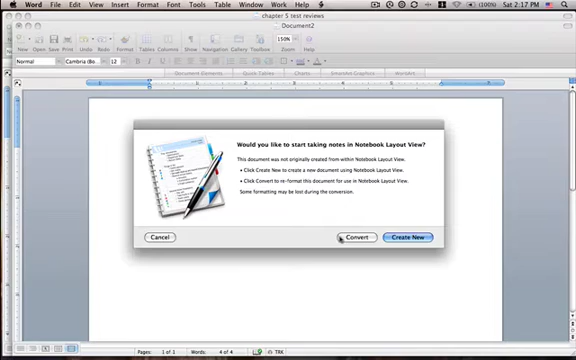 Word File Edit View Insert Format Font Tools Table Window Work Help Sat 2:17 PM
chapter 5 test reviews
Document2
150%
New Open Save Print Undo Redo Format Tables Columns Show Navigation Gallery Toolbox Zoom Help
Normal Cambria (Bo... 12 B I U
Document Elements Quick Tables Charts SmartArt Graphics WordArt
Would you like to start taking notes in Notebook Layout View?
This document was not originally created from within Notebook Layout View.
• Click Create New to create a new document using Notebook Layout View.
• Click Convert to re-format this document for use in Notebook Layout View.
Some formatting may be lost during the conversion.
Cancel Convert Create New
Pages: 1 of 1 Words: 4 of 4 TRK